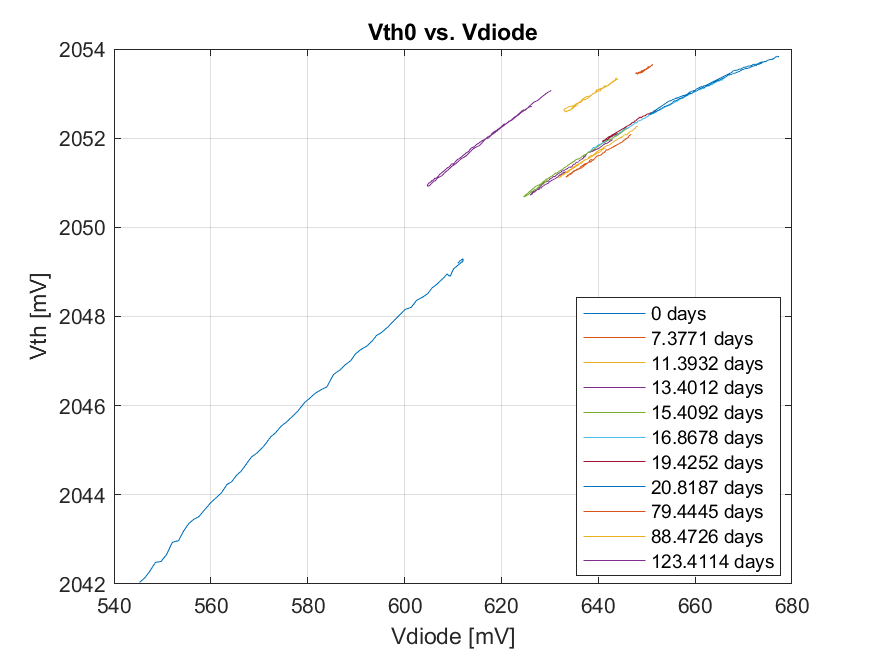 Vth0 vs. Vdiode
2054
2052
2050
2048
2046
2044
2042
Vth [mV]
0 days
7.3771 days
11.3932 days
13.4012 days
15.4092 days
16.8678 days
19.4252 days
20.8187 days
79.4445 days
88.4726 days
123.4114 days
540 560 580 600 620 640 660 680
Vdiode [mV]